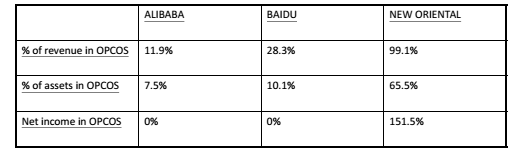 ALIBABA BAIDU NEW ORIENTAL
% of revenue in OPCOS 11.9% 28.3% 99.1%
% of assets in OPCOS 7.5% 10.1% 65.5%
Net income in OPCOS 0% 0% 151.5%